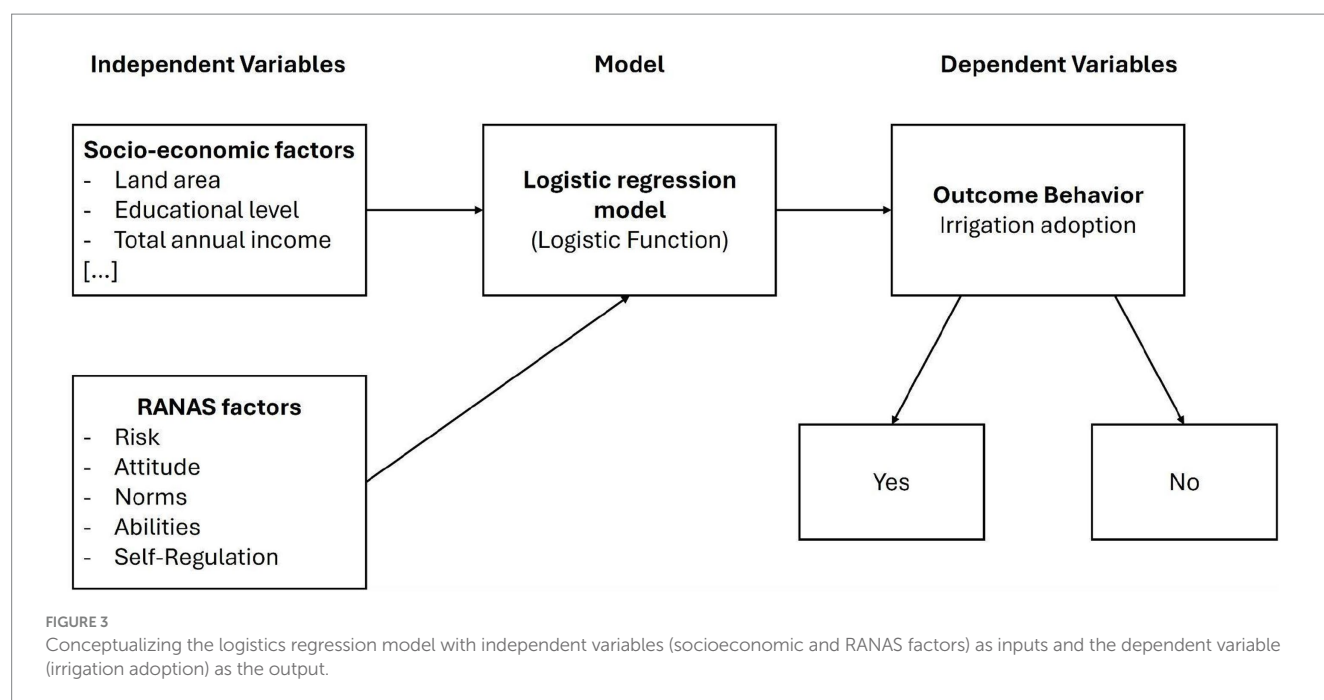 Independent Variables
Model
Dependent Variables
Socio-economic factors
- Land area
- Educational level
- Total annual income
[...]
Logistic regression
model
(Logistic Function)
Outcome Behavior
Irrigation adoption
RANAS factors
- Risk
- Attitude
- Norms
- Abilities
- Self-Regulation
Yes
No
FIGURE 3
Conceptualizing the logistics regression model with independent variables (socioeconomic and RANAS factors) as inputs and the dependent variable
(irrigation adoption) as the output.